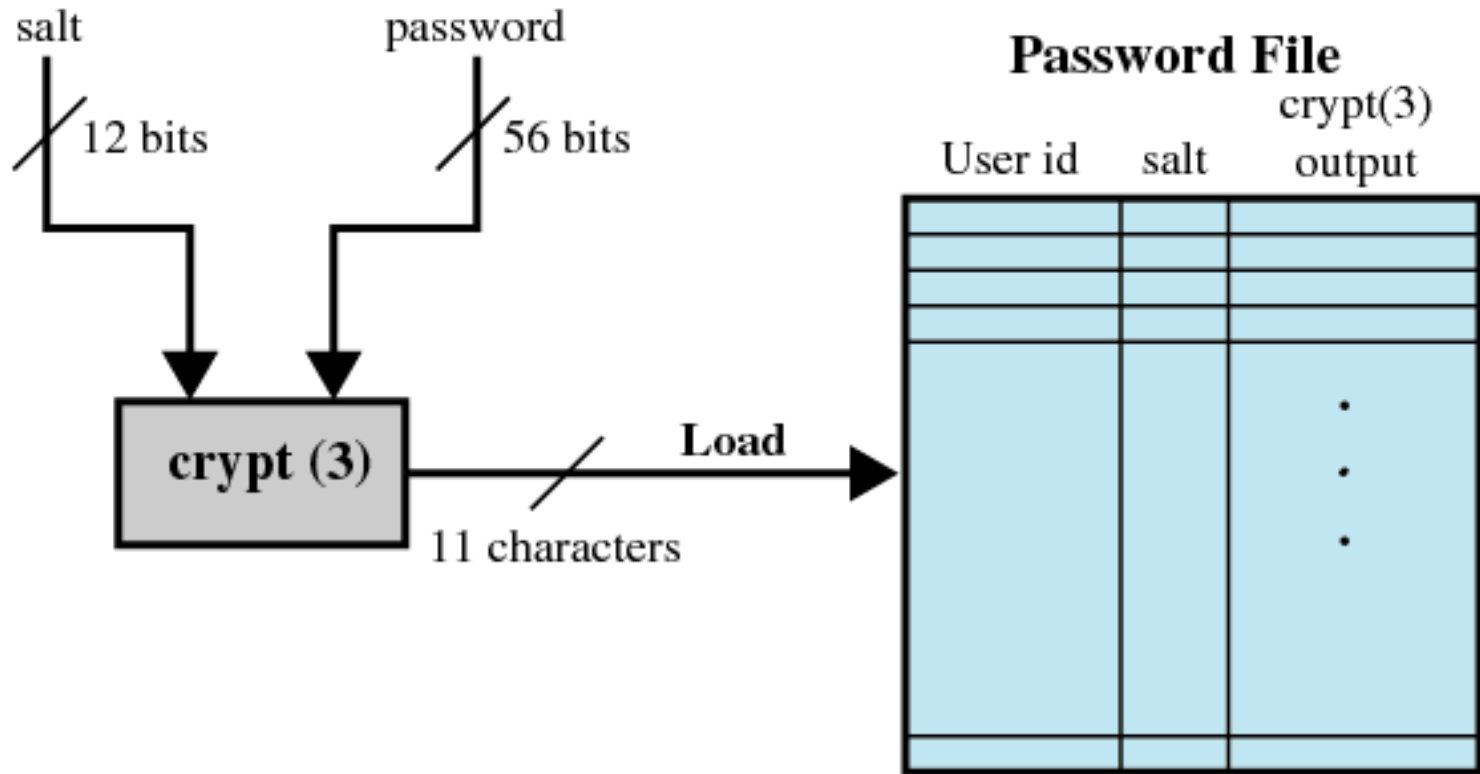 salt
password
12 bits
56 bits
crypt (3)
Load
11 characters
Password File
crypt(3)
User id salt output